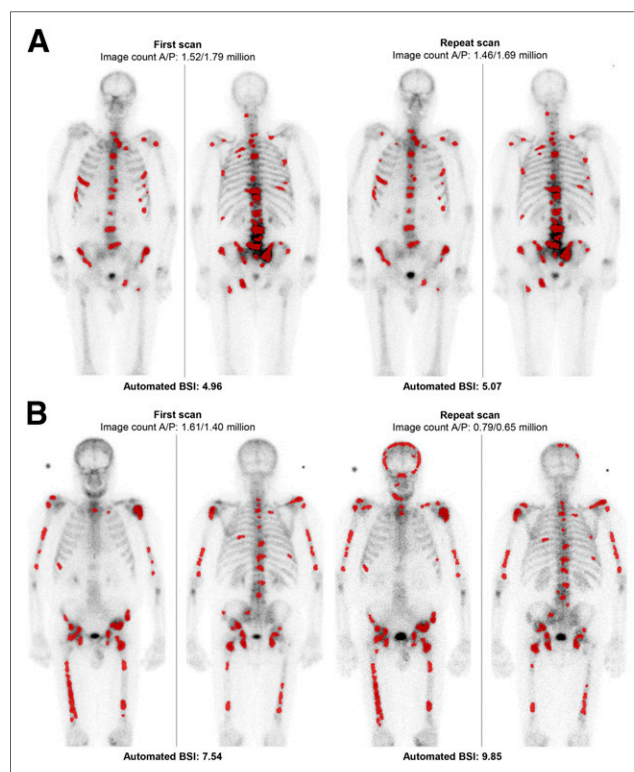 A
First scan
Image count A/P: 1.52/1.79 million
Repeat scan
Image count A/P: 1.46/1.69 million
Automated BSI: 4.96
Automated BSI: 5.07
B
First scan
Image count A/P: 1.61/1.40 million
Repeat scan
Image count A/P: 0.79/0.65 million
Automated BSI: 7.54
Automated BSI: 9.85